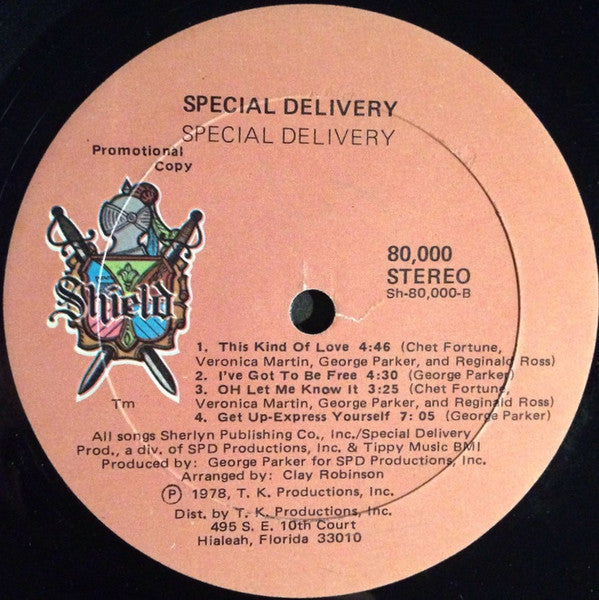 SPECIAL DELIVERY
SPECIAL DELIVERY
Promotional
Copy
80,000
STEREO
Sh-80,000-B
Shield
Tm
1. This Kind Of Love 4:46 (Chet Fortune,
Veronica Martin, George Parker, and Reginald Ross)
2. I've Got To Be Free 4:30 (George Parker)
3. OH Let Me Know It 3:25 (Chet Fortune,
Veronica Martin, George Parker, and Reginald Ross)
4. Get Up-Express Yourself 7: 05 (George Parker)
All songs Sherlyn Publishing Co., Inc./Special Delivery
Prod., a div. of SPD Productions, Inc. & Tippy Music BMI
Produced by: George Parker for SPD Productions, Inc.
Arranged by: Clay Robinson
Ⓟ 1978, T. K. Productions, Inc.
Dist. by T. K. Productions, Inc.
495 S. E. 10th Court
Hialeah, Florida 33010